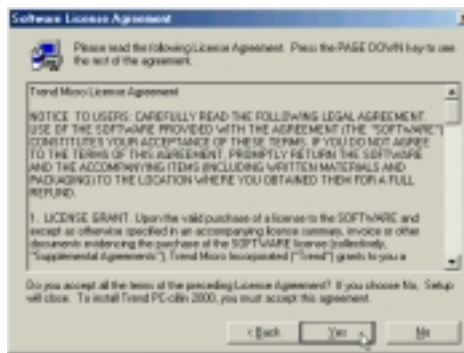 Software License Agreement
Please read the following License Agreement. Press the PAGE DOWN key to see
the rest of the agreement.
Trend Micro License Agreement
NOTICE TO USERS: CAREFULLY READ THE FOLLOWING LEGAL AGREEMENT.
USE OF THE SOFTWARE PROVIDED WITH THE AGREEMENT (THE "SOFTWARE")
CONSTITUTES YOUR ACCEPTANCE OF THESE TERMS. IF YOU DO NOT AGREE
TO THE TERMS OF THIS AGREEMENT, PROMPTLY RETURN THE SOFTWARE
AND THE ACCOMPANYING ITEMS (INCLUDING WRITTEN MATERIALS AND
PACKAGING) TO THE LOCATION WHERE YOU OBTAINED THEM FOR A FULL
REFUND.
1. LICENSE GRANT. Upon the valid purchase of a license to the SOFTWARE and
except as otherwise specified in an accompanying license summary, invoice or other
documents evidencing the purchase of the SOFTWARE license (collectively,
"Supplemental Agreements"), Trend Micro Incorporated ("Trend") grants to you a
Do you accept all the terms of the preceding License Agreement? If you choose No, Setup
will close. To install Trend PC-cillin 2000, you must accept this agreement.
< Back
Yes
No